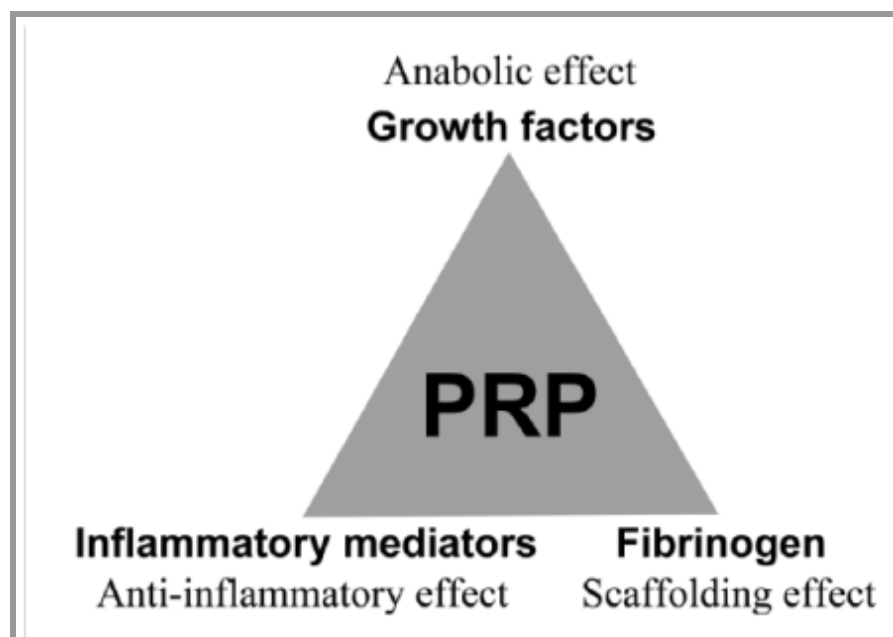 Anabolic effect
Growth factors
PRP
Inflammatory mediators
Anti-inflammatory effect
Fibrinogen
Scaffolding effect